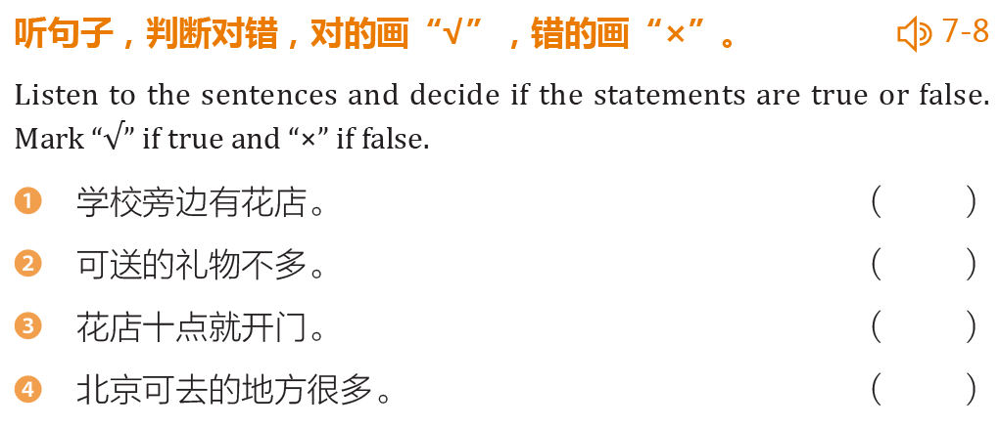 听句子，判断对错，对的画“√”，错的画“×”。 7-8
Listen to the sentences and decide if the statements are true or false.
Mark “√” if true and “×” if false.
1 学校旁边有花店。 ( )
2 可送的礼物不多。 ( )
3 花店十点就开门。 ( )
4 北京可去的地方很多。 ( )